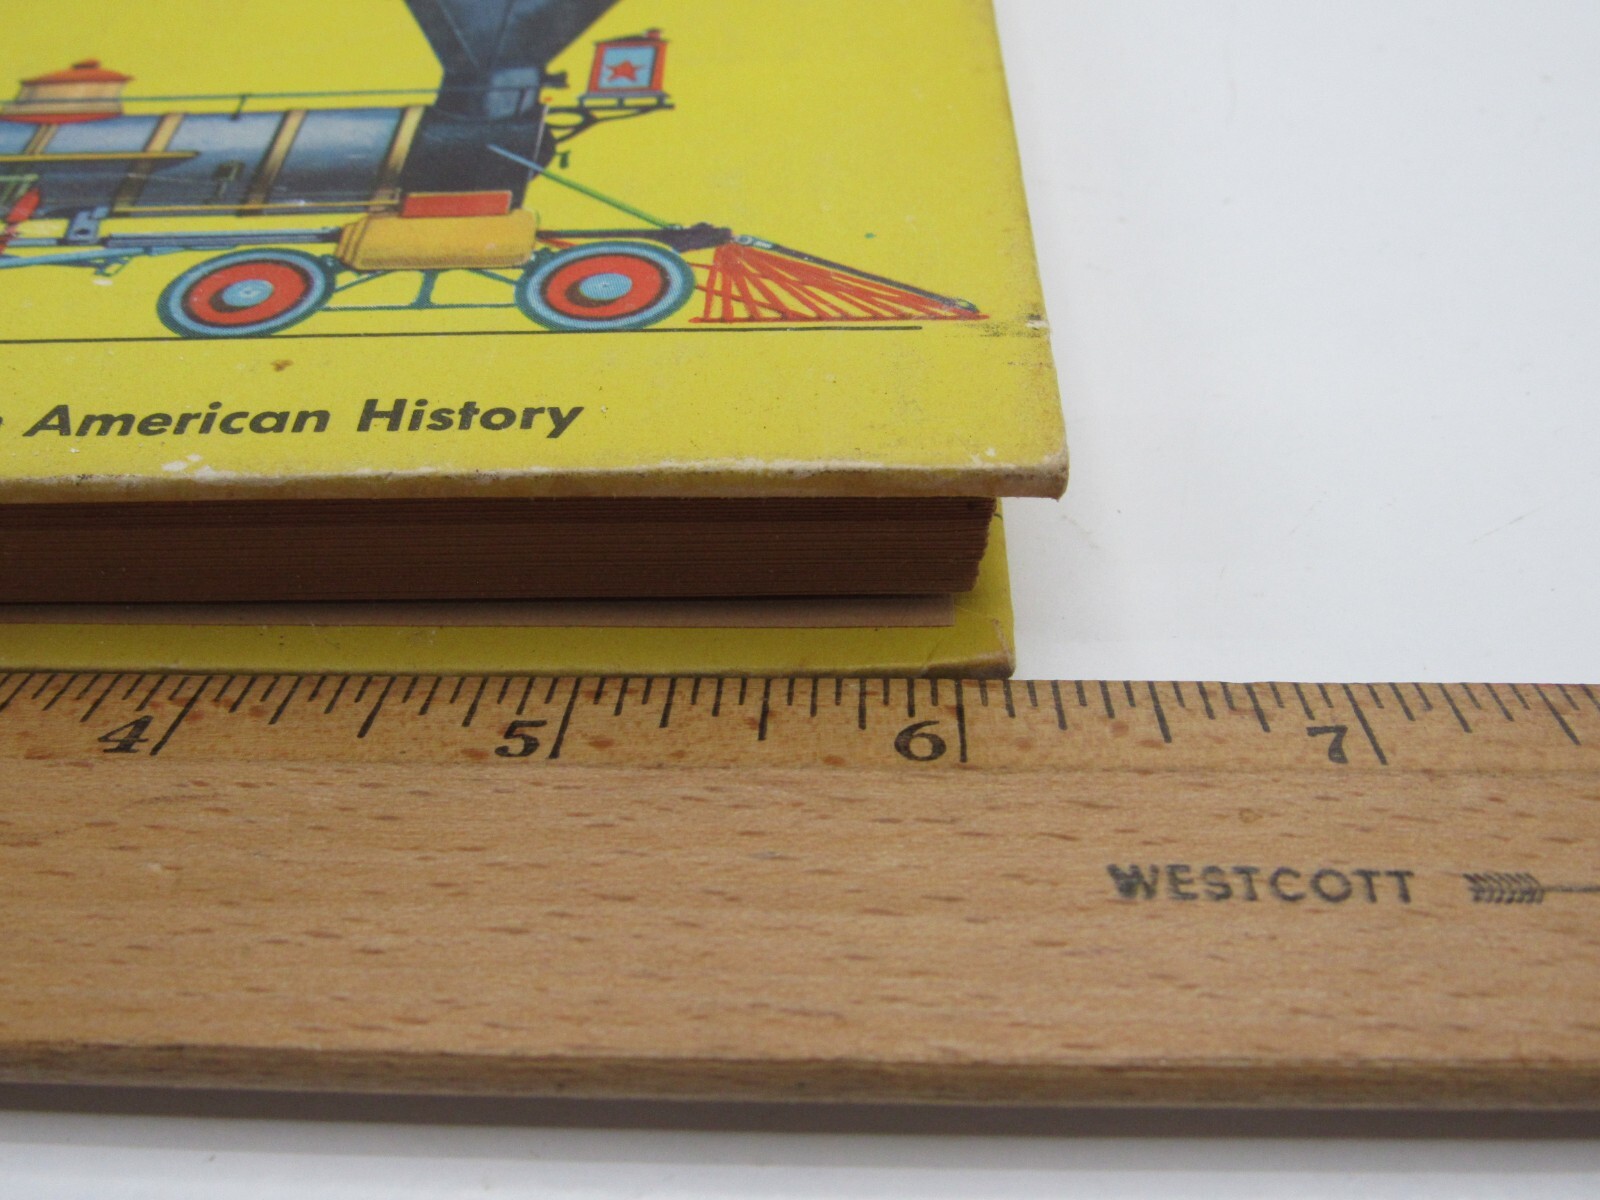 American History
4 5 6 7
WESTCOTT